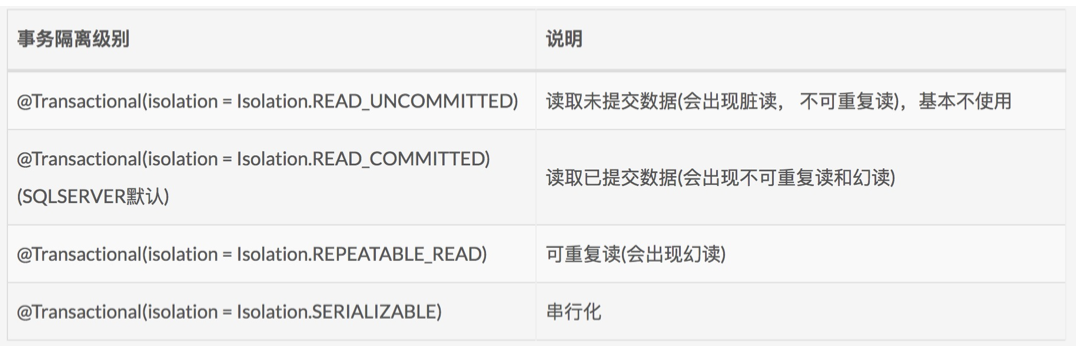 事务隔离级别 说明
@Transactional(isolation = Isolation.READ_UNCOMMITTED) 读取未提交数据(会出现脏读， 不可重复读)，基本不使用
@Transactional(isolation = Isolation.READ_COMMITTED)
(SQLSERVER默认) 读取已提交数据(会出现不可重复读和幻读)
@Transactional(isolation = Isolation.REPEATABLE_READ) 可重复读(会出现幻读)
@Transactional(isolation = Isolation.SERIALIZABLE) 串行化